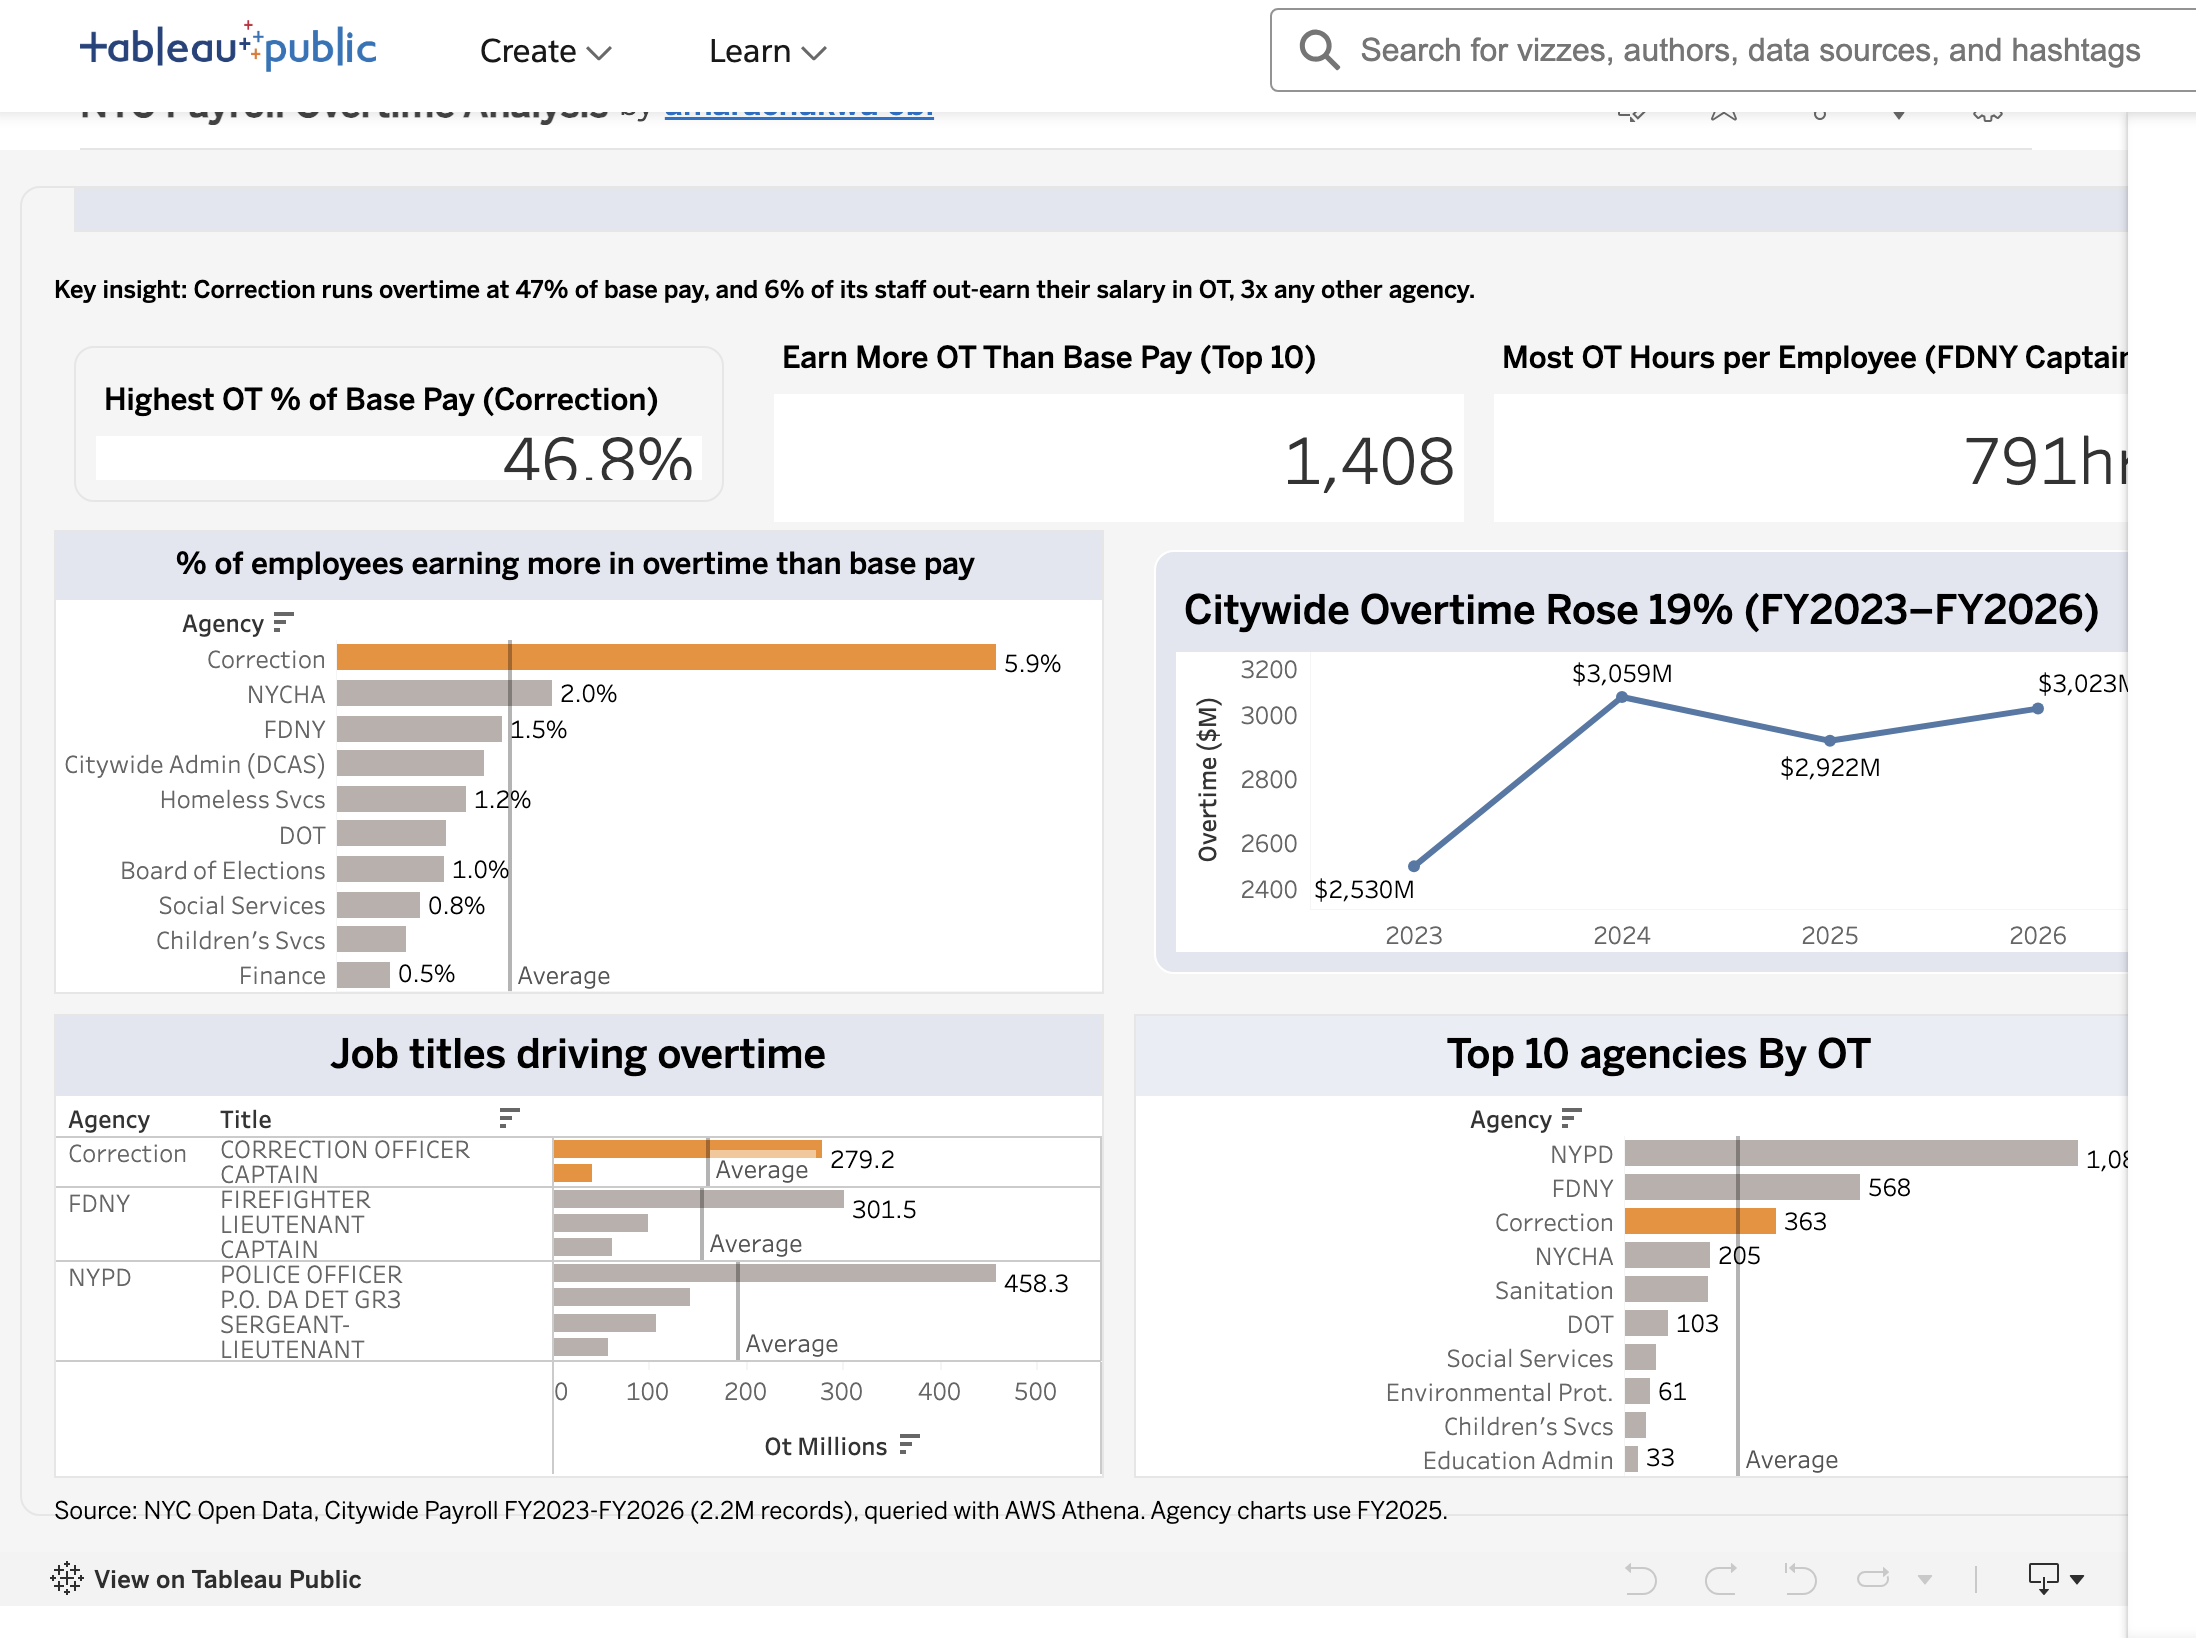 tableau public
Create
Learn
Search for vizzes, authors, data sources, and hashtags
NYC Payroll Overtime Analysis by
Key insight: Correction runs overtime at 47% of base pay, and 6% of its staff out-earn their salary in OT, 3x any other agency.
Highest OT % of Base Pay (Correction)
46.8%
Earn More OT Than Base Pay (Top 10)
1,408
Most OT Hours per Employee (FDNY Captain
791hr
% of employees earning more in overtime than base pay
Agency
Correction 5.9%
NYCHA 2.0%
FDNY 1.5%
Citywide Admin (DCAS)
Homeless Svcs 1.2%
DOT
Board of Elections 1.0%
Social Services 0.8%
Children's Svcs
Finance 0.5%
Average
Citywide Overtime Rose 19% (FY2023–FY2026)
Overtime ($M)
3200
3000
2800
2600
2400
$2,530M
$3,059M
$2,922M
$3,023M
2023 2024 2025 2026
Job titles driving overtime
Agency Title
Correction CORRECTION OFFICER 279.2
CAPTAIN Average
FDNY FIREFIGHTER 301.5
LIEUTENANT
CAPTAIN Average
NYPD POLICE OFFICER 458.3
P.O. DA DET GR3
SERGEANT-
LIEUTENANT Average
0 100 200 300 400 500
Ot Millions
Top 10 agencies By OT
Agency
NYPD 1,08
FDNY 568
Correction 363
NYCHA 205
Sanitation
DOT 103
Social Services
Environmental Prot. 61
Children's Svcs
Education Admin 33
Average
Source: NYC Open Data, Citywide Payroll FY2023-FY2026 (2.2M records), queried with AWS Athena. Agency charts use FY2025.
View on Tableau Public